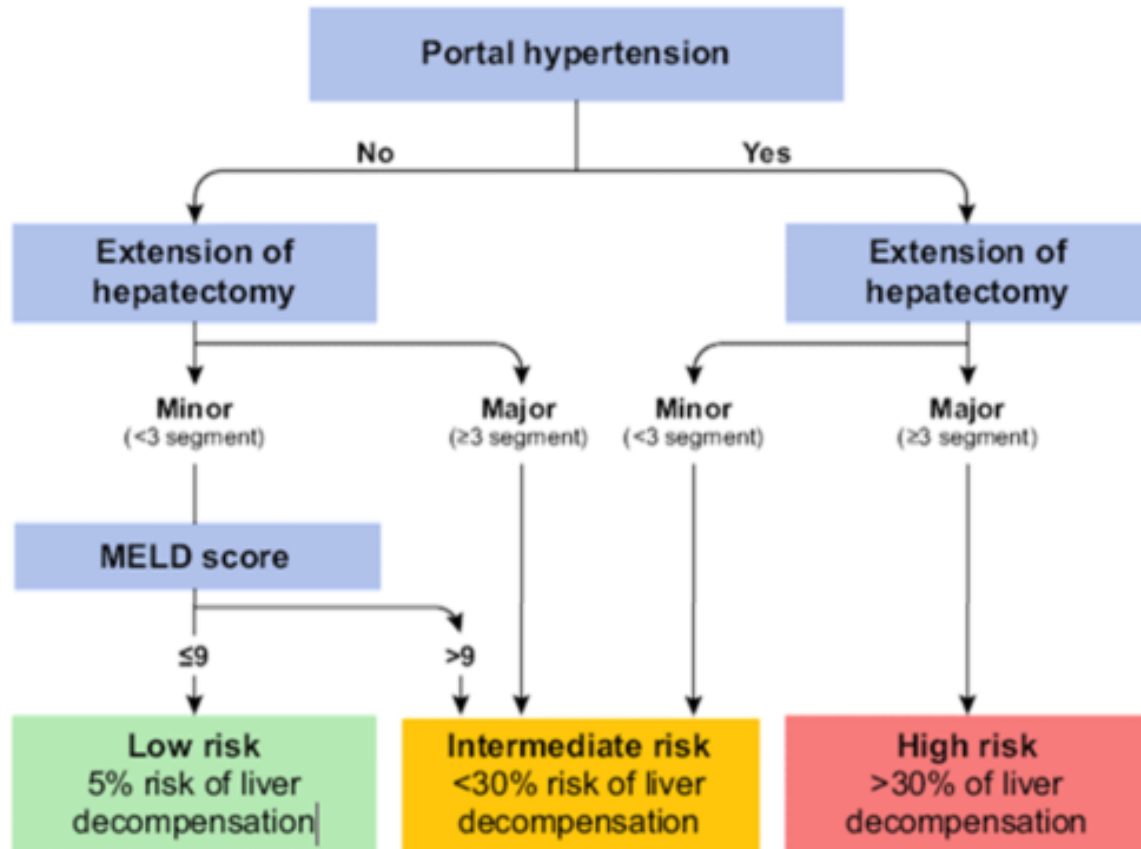 Portal hypertension
No
Yes
Extension of
hepatectomy
Extension of
hepatectomy
Minor
(<3 segment)
Major
(≥3 segment)
Minor
(<3 segment)
Major
(≥3 segment)
MELD score
≤9
>9
Low risk
5% risk of liver
decompensation
Intermediate risk
<30% risk of liver
decompensation
High risk
>30% of liver
decompensation